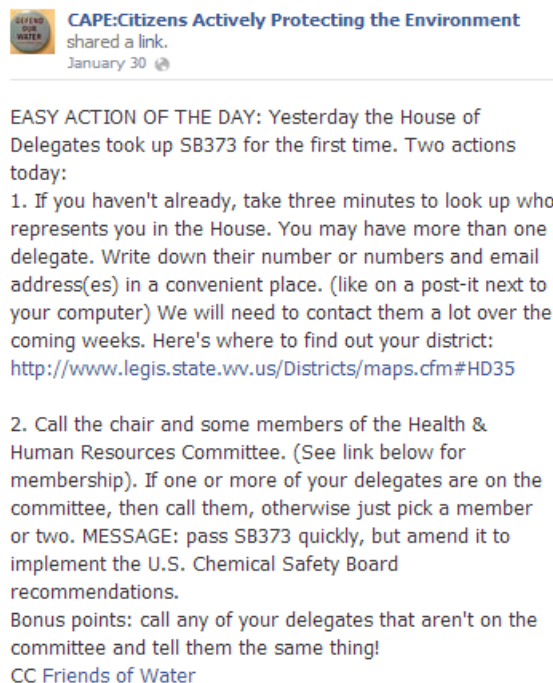 DEFEND
OUR
WATER
CAPE:Citizens Actively Protecting the Environment
shared a link.
January 30
EASY ACTION OF THE DAY: Yesterday the House of
Delegates took up SB373 for the first time. Two actions
today:
1. If you haven't already, take three minutes to look up who
represents you in the House. You may have more than one
delegate. Write down their number or numbers and email
address(es) in a convenient place. (like on a post-it next to
your computer) We will need to contact them a lot over the
coming weeks. Here's where to find out your district:
http://www.legis.state.wv.us/Districts/maps.cfm#HD35
2. Call the chair and some members of the Health &
Human Resources Committee. (See link below for
membership). If one or more of your delegates are on the
committee, then call them, otherwise just pick a member
or two. MESSAGE: pass SB373 quickly, but amend it to
implement the U.S. Chemical Safety Board
recommendations.
Bonus points: call any of your delegates that aren't on the
committee and tell them the same thing!
CC Friends of Water